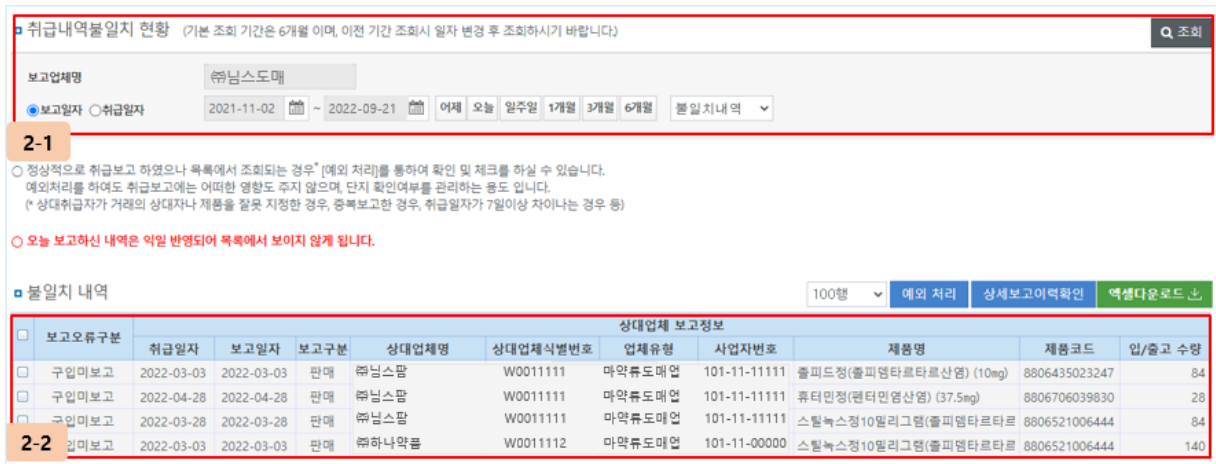 취급내역불일치 현황 (기본 조회 기간은 6개월 이며, 이전 기간 조회시 일자 변경 후 조회하시기 바랍니다.)
조회
보고업체명 ㈜님스도매
보고일자 취급일자 2021-11-02 ~ 2022-09-21 어제 오늘 일주일 1개월 3개월 6개월 불일치내역
2-1
○ 정상적으로 취급보고 하였으나 목록에서 조회되는 경우* [예외 처리]를 통하여 확인 및 체크를 하실 수 있습니다.
예외처리를 하여도 취급보고에는 어떠한 영향도 주지 않으며, 단지 확인여부를 관리하는 용도 입니다.
(* 상대취급자가 거래의 상대자나 제품을 잘못 지정한 경우, 중복보고한 경우, 취급일자가 7일이상 차이나는 경우 등)
○ 오늘 보고하신 내역은 익일 반영되어 목록에서 보이지 않게 됩니다.
불일치 내역 100행 예외 처리 상세보고이력확인 엑셀다운로드
보고오류구분 상대업체 보고정보
취급일자 보고일자 보고구분 상대업체명 상대업체식별번호 업체유형 사업자번호 제품명 제품코드 입/출고 수량
구입미보고 2022-03-03 2022-03-03 판매 ㈜님스팜 W0011111 마약류도매업 101-11-11111 졸피드정(졸피뎀타르타르산염) (10mg) 8806435023247 84
구입미보고 2022-04-28 2022-04-28 판매 ㈜님스팜 W0011111 마약류도매업 101-11-11111 휴터민정(펜터민염산염) (37.5mg) 8806706039830 28
구입미보고 2022-03-28 2022-03-28 판매 ㈜님스팜 W0011111 마약류도매업 101-11-11111 스틸녹스정10밀리그램(졸피뎀타르타르 8806521006444 84
2-2 입미보고 2022-03-03 2022-03-03 판매 ㈜하나약품 W0011112 마약류도매업 101-11-00000 스틸녹스정10밀리그램(졸피뎀타르타르 8806521006444 140